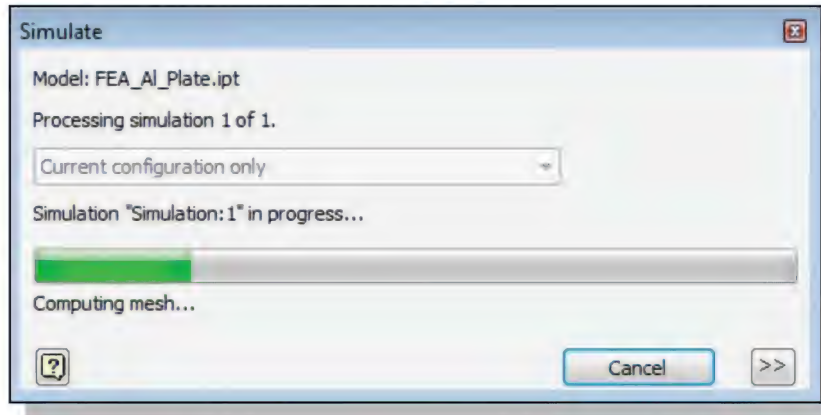 Simulate
Model: FEA_Al_Plate.ipt
Processing simulation 1 of 1.
Current configuration only
Simulation "Simulation:1" in progress...
Computing mesh...
?
Cancel
>>